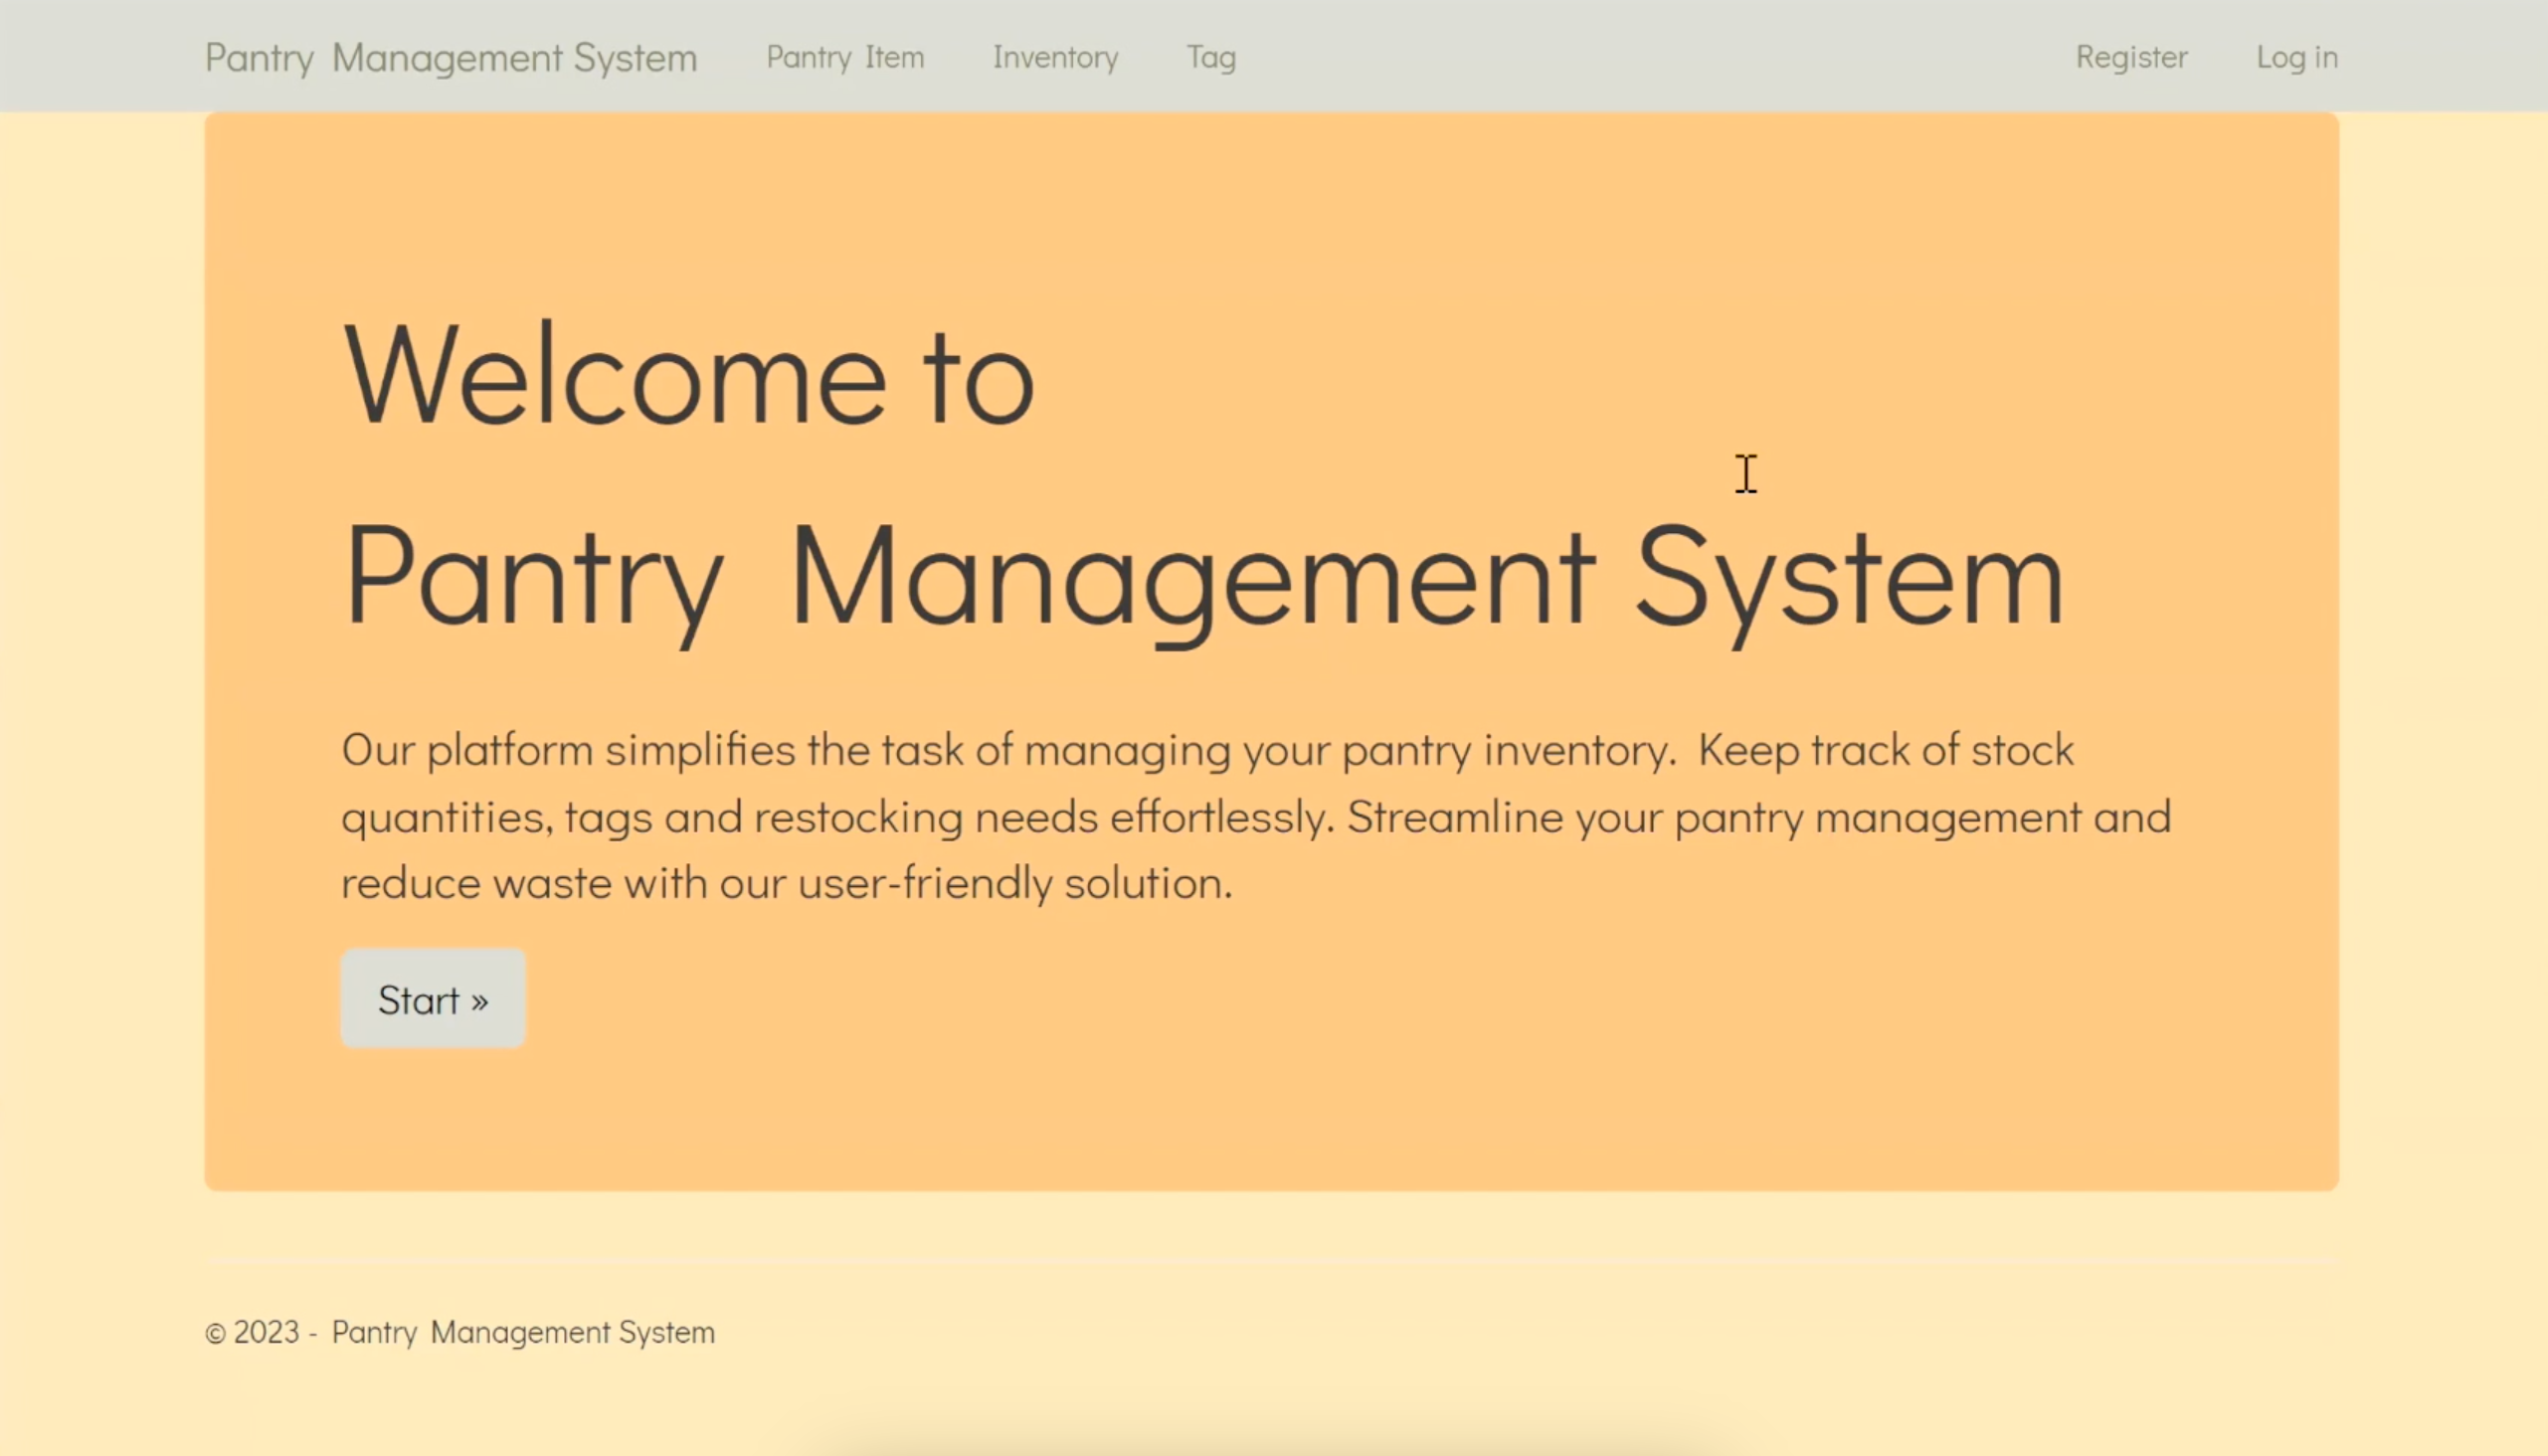 Pantry Management System Pantry Item Inventory Tag Register Log in
Welcome to
Pantry Management System
Our platform simplifies the task of managing your pantry inventory. Keep track of stock
quantities, tags and restocking needs effortlessly. Streamline your pantry management and
reduce waste with our user-friendly solution.
Start »
© 2023 - Pantry Management System